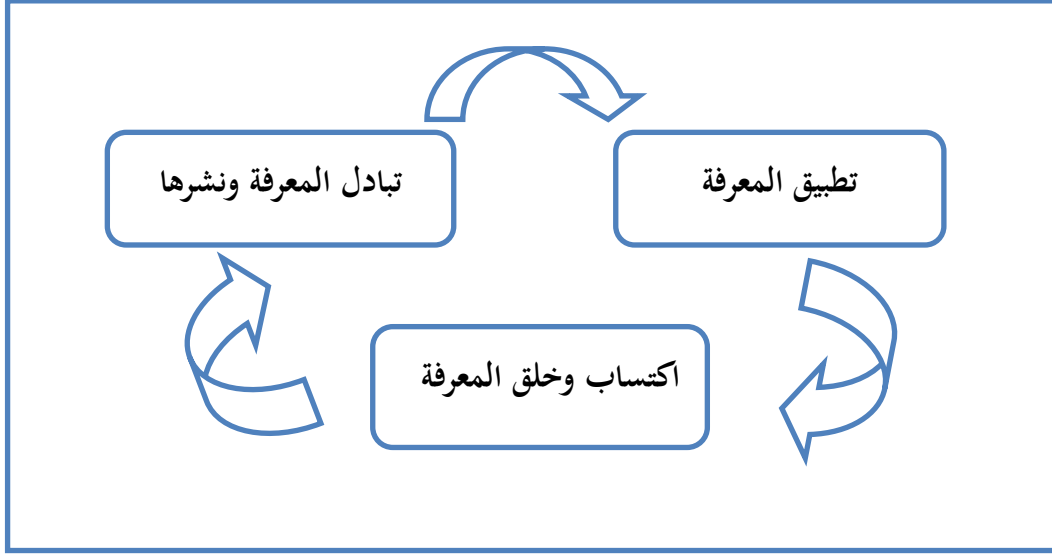 تطبيق المعرفة
تبادل المعرفة ونشرها
اكتساب وخلق المعرفة